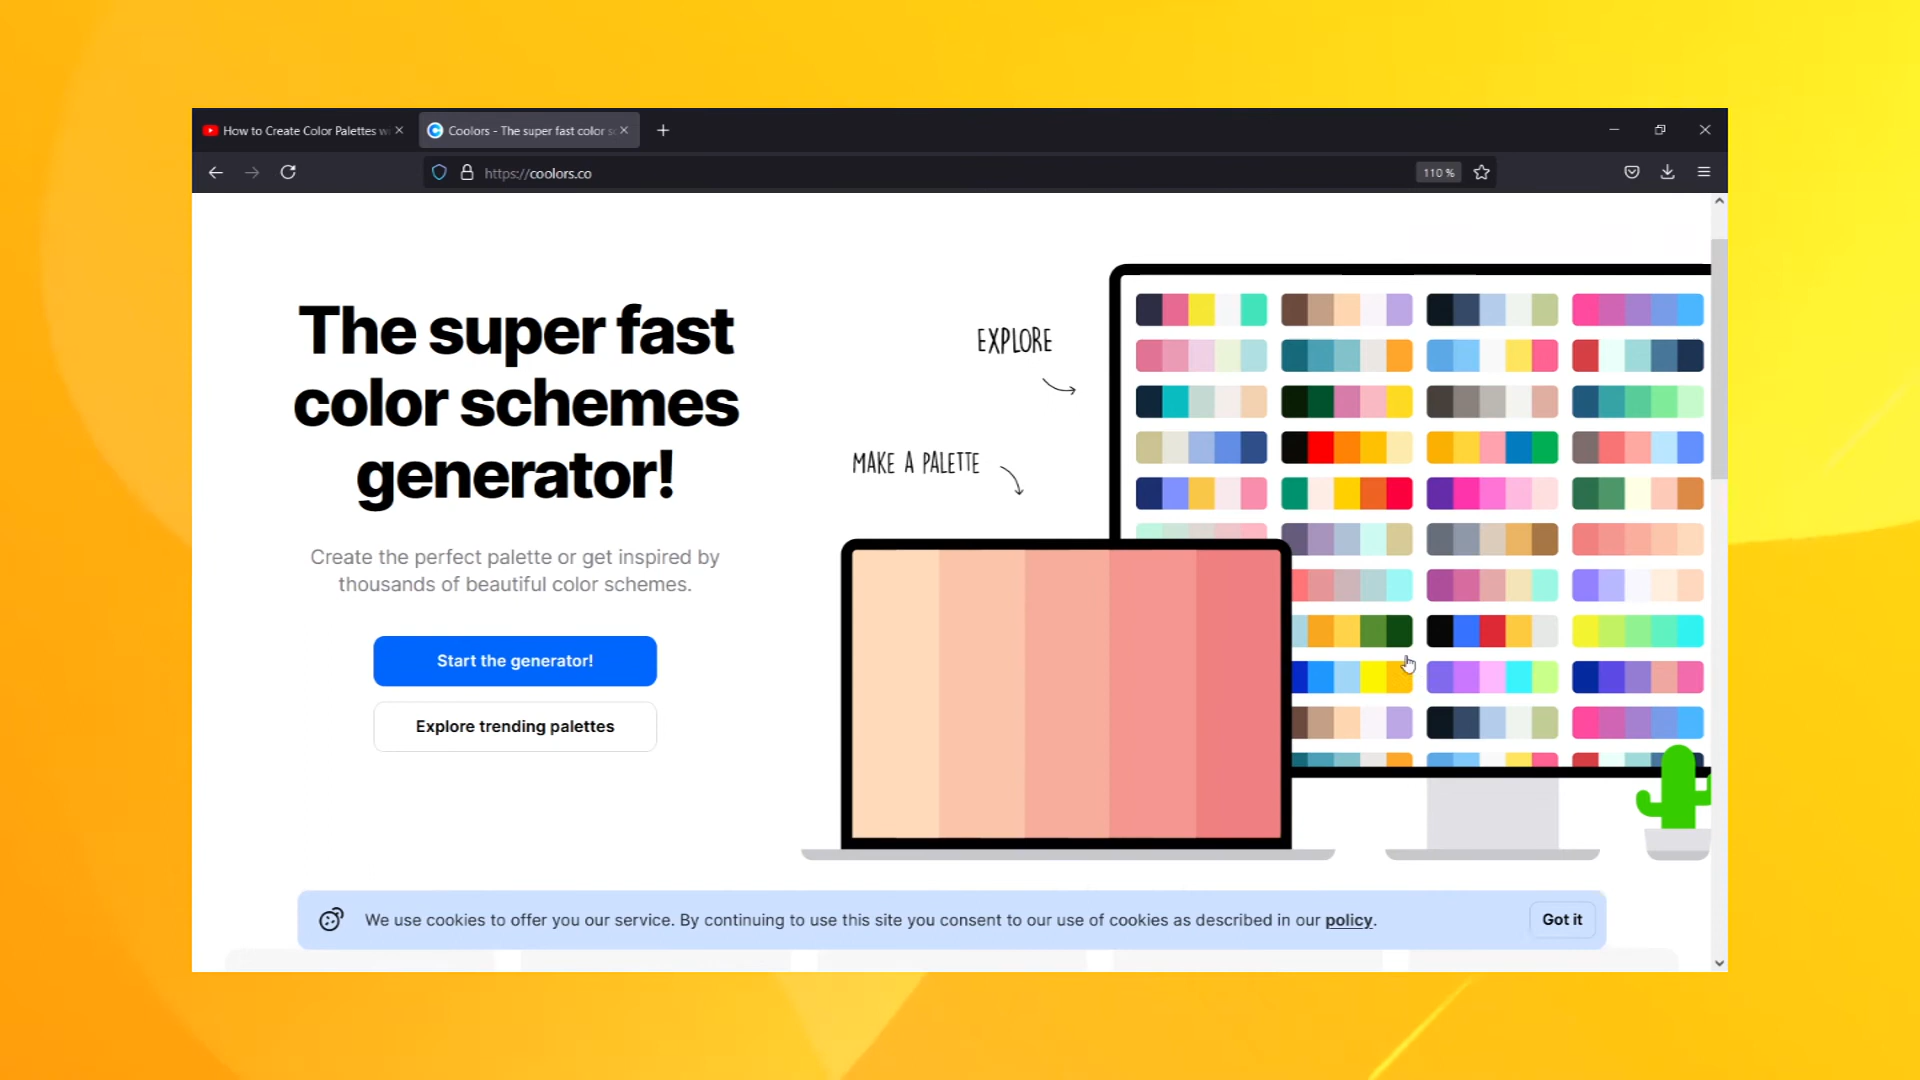 How to Create Color Palettes wi
Coolors - The super fast color s
https://coolors.co
110 %
The super fast
color schemes
generator!
EXPLORE
MAKE A PALETTE
Create the perfect palette or get inspired by
thousands of beautiful color schemes.
Start the generator!
Explore trending palettes
We use cookies to offer you our service. By continuing to use this site you consent to our use of cookies as described in our policy.
Got it